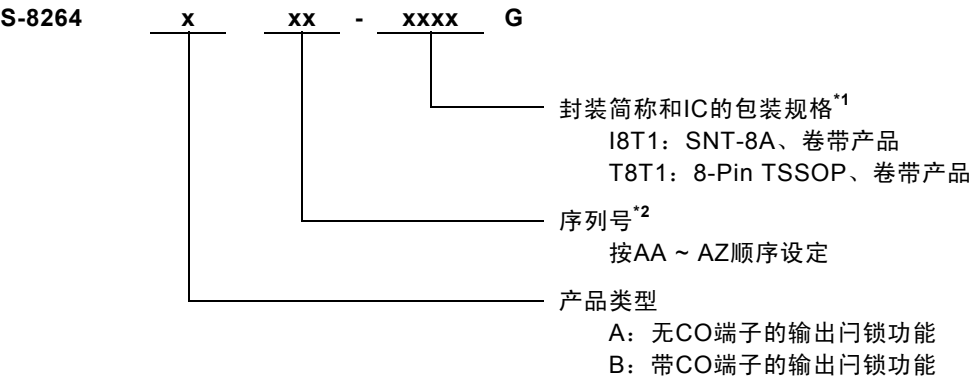 S-8264 x xx - xxxx G
封装简称和IC的包装规格*1
I8T1：SNT-8A、卷带产品
T8T1：8-Pin TSSOP、卷带产品
序列号*2
按AA ~ AZ顺序设定
产品类型
A：无CO端子的输出闩锁功能
B：带CO端子的输出闩锁功能